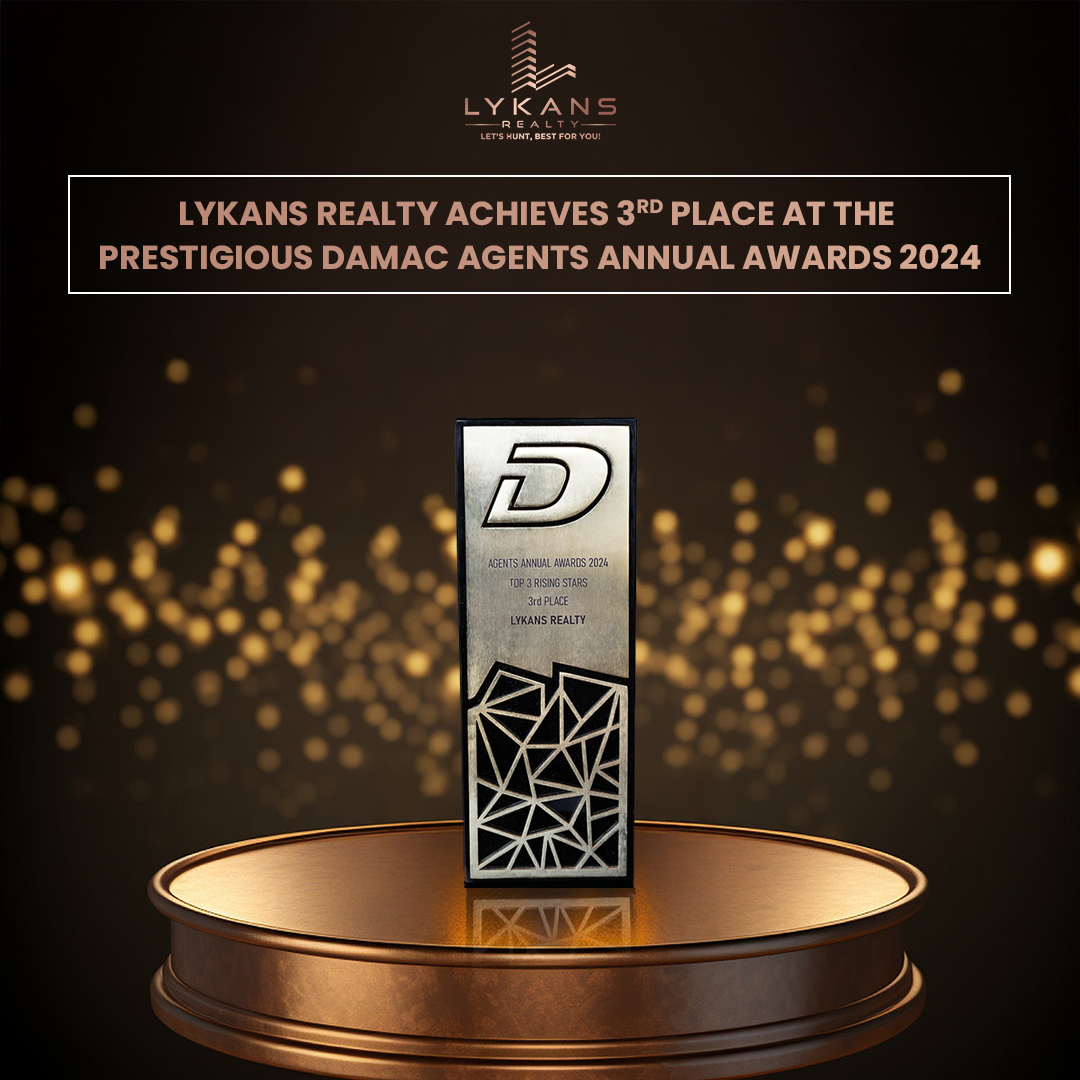 LYKANS
REALTY
LET'S HUNT, BEST FOR YOU!
LYKANS REALTY ACHIEVES 3RD PLACE AT THE
PRESTIGIOUS DAMAC AGENTS ANNUAL AWARDS 2024
D
AGENTS ANNUAL AWARDS 2024
TOP 3 RISING STARS
3rd PLACE
LYKANS REALTY